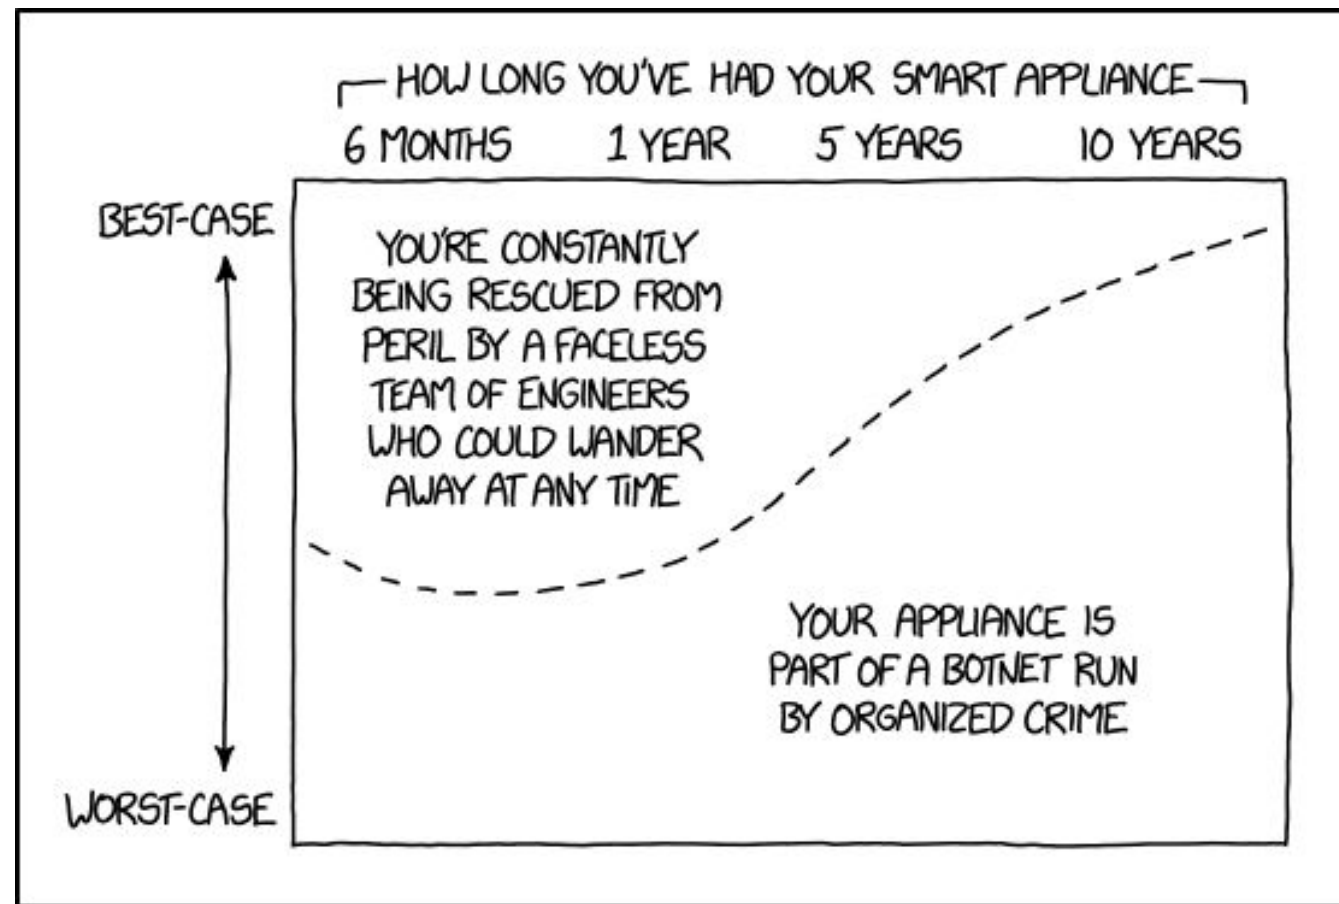 HOW LONG YOU'VE HAD YOUR SMART APPLIANCE
6 MONTHS 1 YEAR 5 YEARS 10 YEARS
BEST-CASE
YOU'RE CONSTANTLY
BEING RESCUED FROM
PERIL BY A FACELESS
TEAM OF ENGINEERS
WHO COULD WANDER
AWAY AT ANY TIME
YOUR APPLIANCE IS
PART OF A BOTNET RUN
BY ORGANIZED CRIME
WORST-CASE